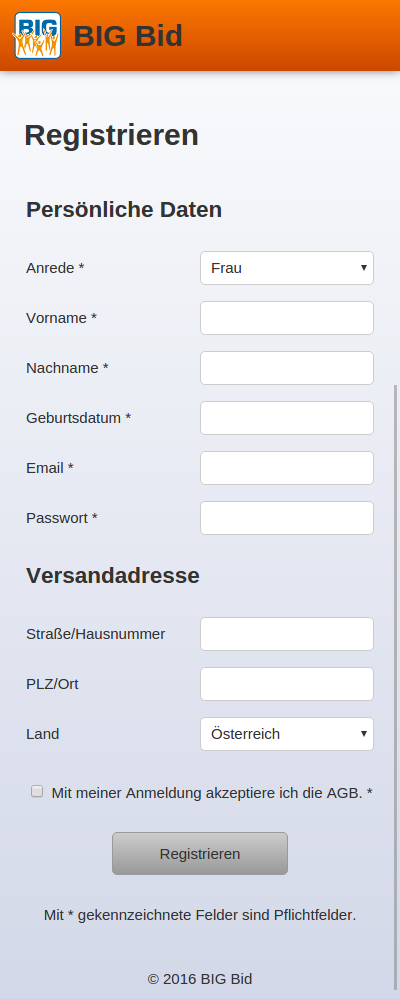 BIG
BIG Bid
Registrieren
Persönliche Daten
Anrede * Frau
Vorname *
Nachname *
Geburtsdatum *
Email *
Passwort *
Versandadresse
Straße/Hausnummer
PLZ/Ort
Land Österreich
Mit meiner Anmeldung akzeptiere ich die AGB. *
Registrieren
Mit * gekennzeichnete Felder sind Pflichtfelder.
© 2016 BIG Bid